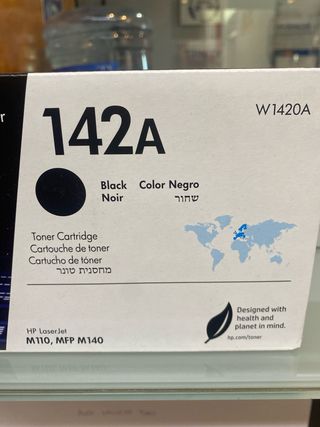 r
142A
W1420A
Black Color Negro
Noir שחור
Toner Cartridge
Cartouche de toner
Cartucho de tóner
מחסנית טונר
HP LaserJet
M110, MFP M140
Designed with
health and
planet in mind.
hp.com/toner